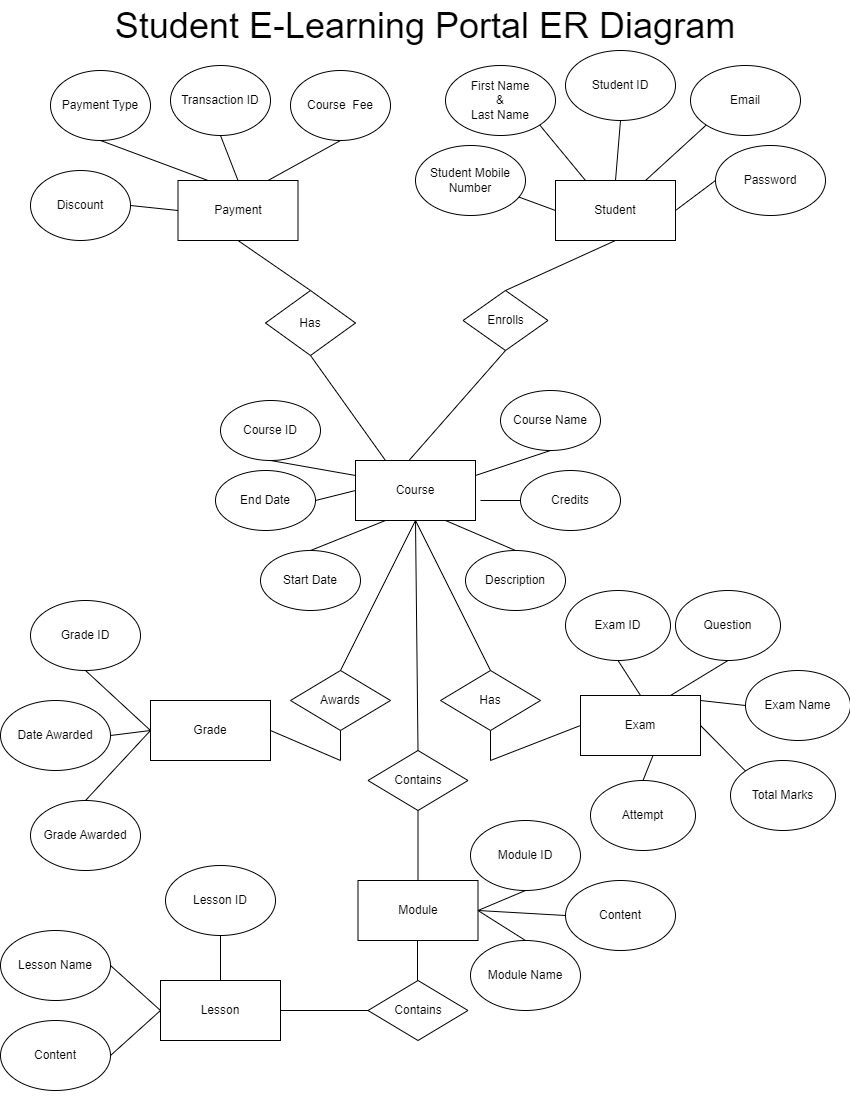 Student E-Learning Portal ER Diagram
Payment Type
Transaction ID
Course  Fee
First Name
&
Last Name
Student ID
Email
Discount
Payment
Student Mobile
Number
Student
Password
Has
Enrolls
Course ID
Course Name
End Date
Course
Credits
Start Date
Description
Grade ID
Exam ID
Question
Date Awarded
Grade
Awards
Has
Exam
Exam Name
Grade Awarded
Contains
Attempt
Total Marks
Module ID
Lesson ID
Module
Content
Lesson Name
Module Name
Lesson
Contains
Content